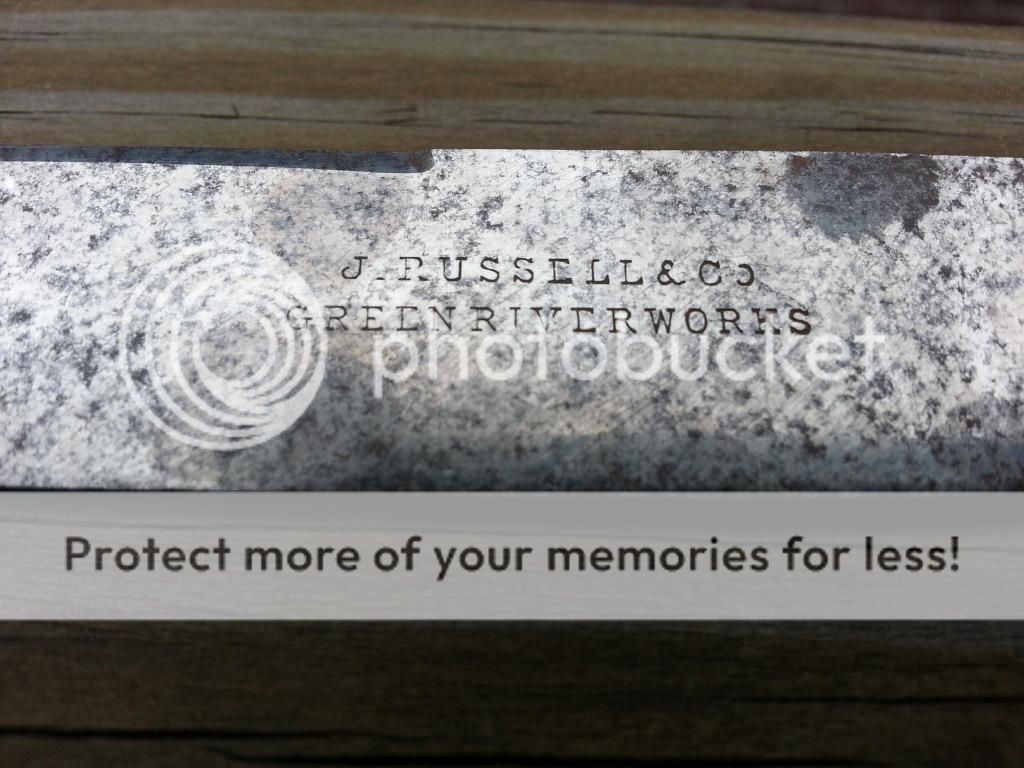 J.RUSSELL&Co
GREENRIVERWORKS
photobucket
Protect more of your memories for less!